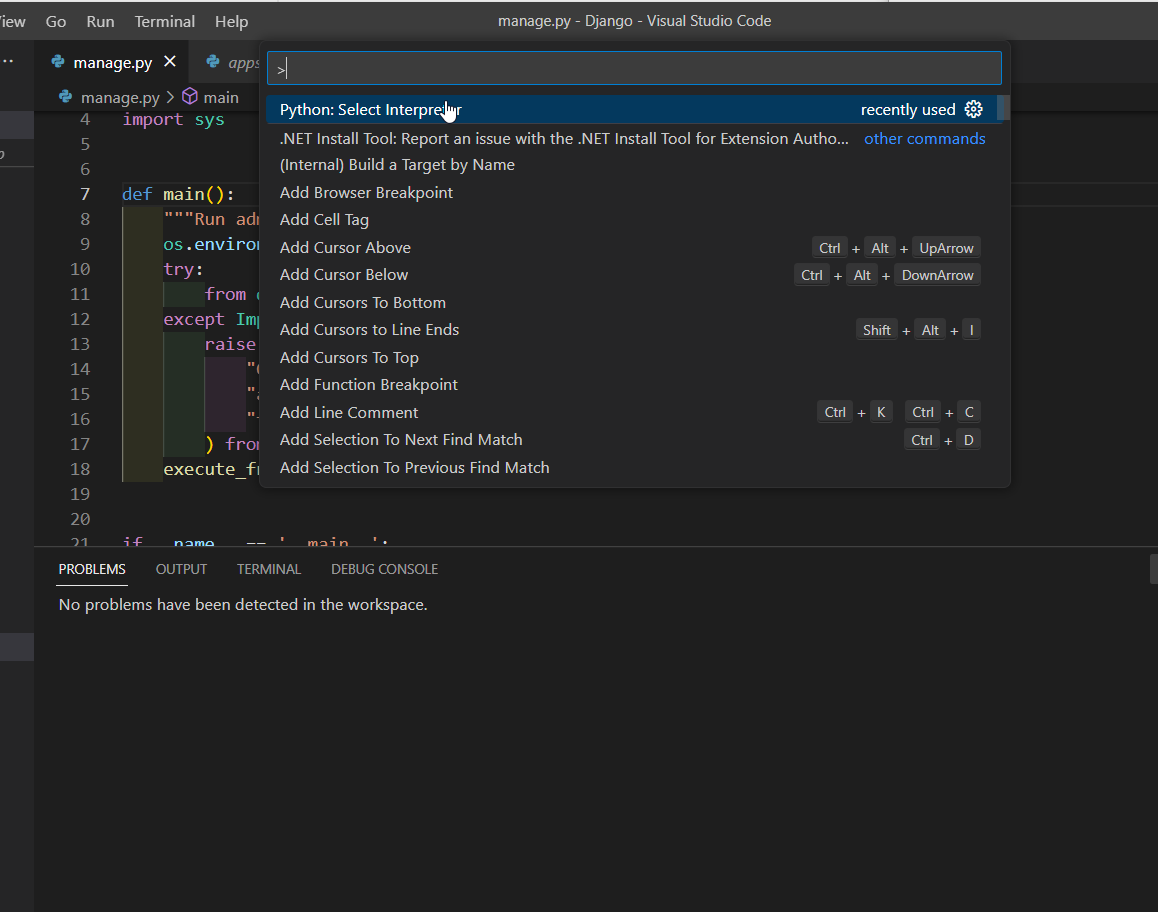 iew Go Run Terminal Help manage.py - Django - Visual Studio Code
manage.py apps
manage.py > main
>
Python: Select Interpreter recently used
.NET Install Tool: Report an issue with the .NET Install Tool for Extension Autho... other commands
(Internal) Build a Target by Name
Add Browser Breakpoint
Add Cell Tag
Add Cursor Above Ctrl + Alt + UpArrow
Add Cursor Below Ctrl + Alt + DownArrow
Add Cursors To Bottom
Add Cursors to Line Ends Shift + Alt + I
Add Cursors To Top
Add Function Breakpoint
Add Line Comment Ctrl + K Ctrl + C
Add Selection To Next Find Match Ctrl + D
Add Selection To Previous Find Match
4 import sys
5
6
7 def main():
8 """Run adm
9 os.environ
10 try:
11 from
12 except Imp
13 raise
14 "
15 "a
16 "
17 ) from
18 execute_fr
19
20
21 if __name__ == '__main__':
PROBLEMS OUTPUT TERMINAL DEBUG CONSOLE
No problems have been detected in the workspace.